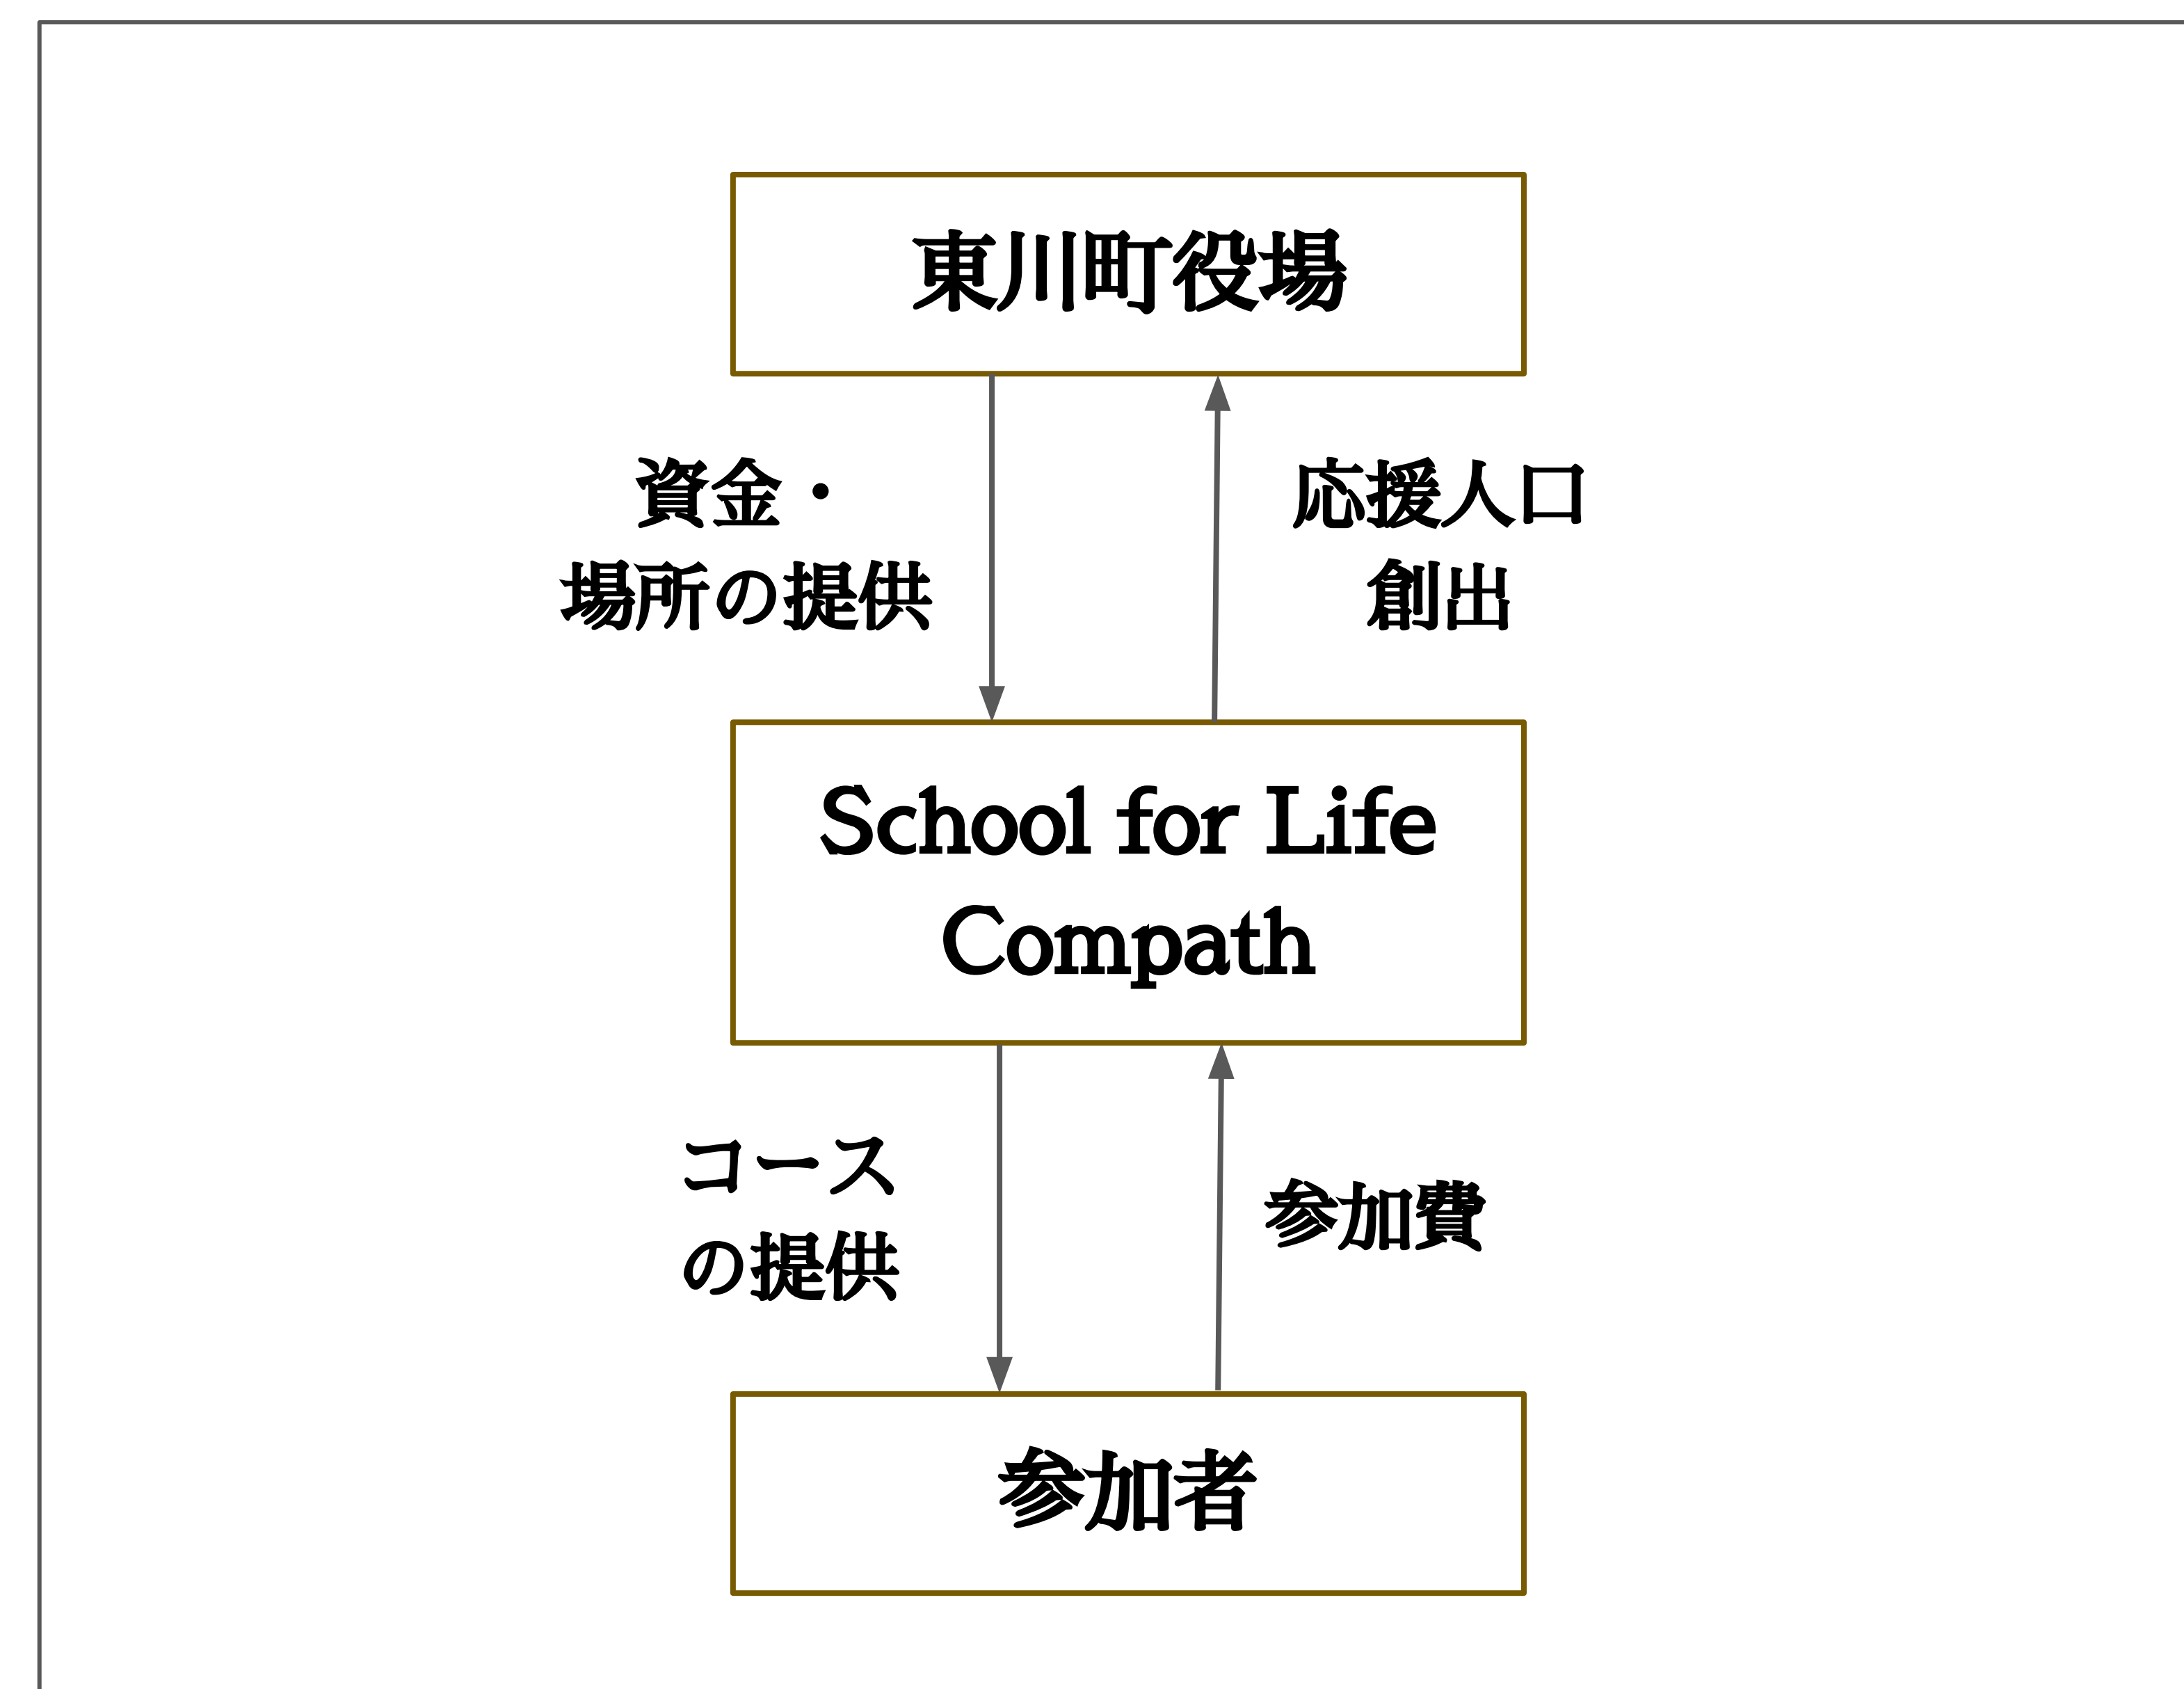 東川町役場
資金・
場所の提供
応援人口
創出
School for Life
Compath
コース
の提供
参加費
参加者